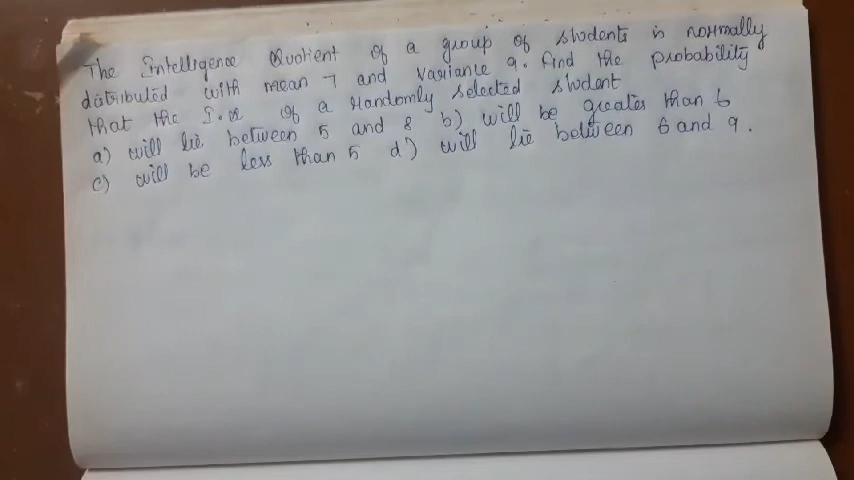 The Intelligence Quotient of a group of students is normally
distributed with mean 7 and variance 9. Find the probability
that the I.Q of a randomly selected student
a) will lie between 5 and 8 b) will be greater than 6
c) will be less than 5 d) will lie between 6 and 9.